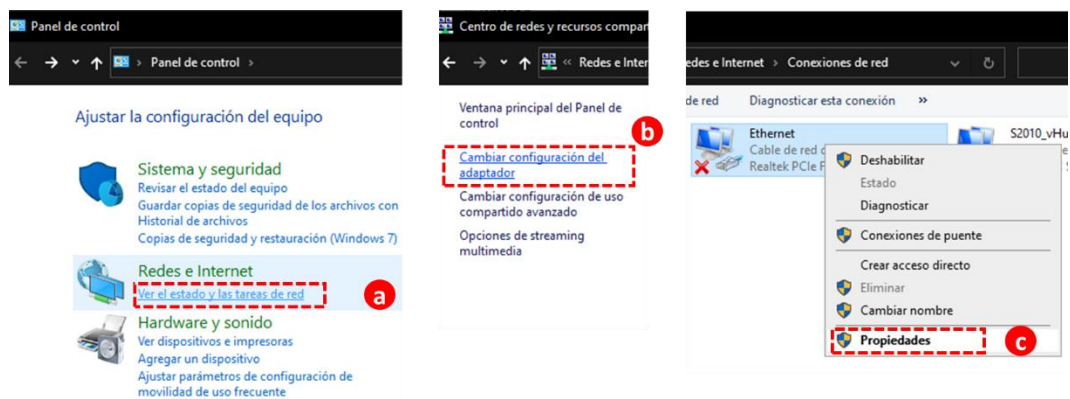 Panel de control
Panel de control
Ajustar la configuración del equipo
Sistema y seguridad
Revisar el estado del equipo
Guardar copias de seguridad de los archivos con
Historial de archivos
Copias de seguridad y restauración (Windows 7)
Redes e Internet
Ver el estado y las tareas de red
a
Hardware y sonido
Ver dispositivos e impresoras
Agregar un dispositivo
Ajustar parámetros de configuración de
movilidad de uso frecuente
Centro de redes y recursos compar
« Redes e Inter
Ventana principal del Panel de
control
b
Cambiar configuración del
adaptador
Cambiar configuración de uso
compartido avanzado
Opciones de streaming
multimedia
edes e Internet > Conexiones de red
de red Diagnosticar esta conexión »
Ethernet
Cable de red
Realtek PCIe F
S2010_vHu
Deshabilitar
Estado
Diagnosticar
Conexiones de puente
Crear acceso directo
Eliminar
Cambiar nombre
Propiedades
c